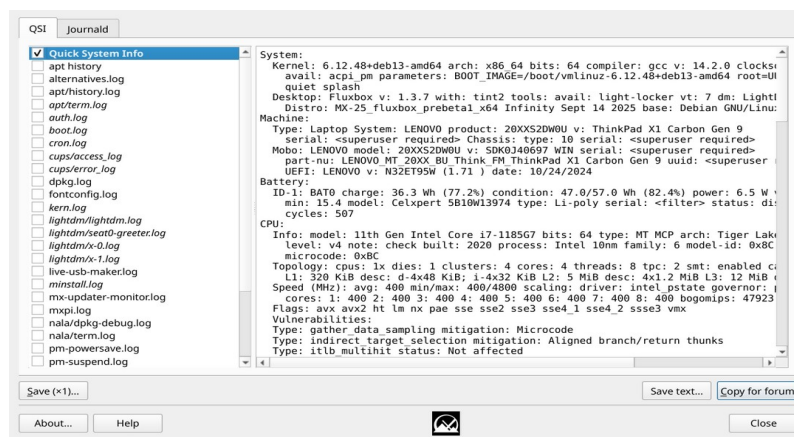 QSI Journald
Quick System Info
apt history
alternatives.log
apt/history.log
apt/term.log
auth.log
boot.log
cron.log
cups/access_log
cups/error_log
dpkg.log
fontconfig.log
kern.log
lightdm/lightdm.log
lightdm/seat0-greeter.log
lightdm/x-0.log
lightdm/x-1.log
live-usb-maker.log
minstall.log
mx-updater-monitor.log
mxpi.log
nala/dpkg-debug.log
nala/term.log
pm-powersave.log
pm-suspend.log
System:
Kernel: 6.12.48+deb13-amd64 arch: x86_64 bits: 64 compiler: gcc v: 14.2.0 clocks
avail: acpi_pm parameters: BOOT_IMAGE=/boot/vmlinuz-6.12.48+deb13-amd64 root=U
quiet splash
Desktop: Fluxbox v: 1.3.7 with: tint2 tools: avail: light-locker vt: 7 dm: Light
Distro: MX-25_fluxbox_prebeta1_x64 Infinity Sept 14 2025 base: Debian GNU/Linu
Machine:
Type: Laptop System: LENOVO product: 20XXS2DW0U v: ThinkPad X1 Carbon Gen 9
serial: <superuser required> Chassis: type: 10 serial: <superuser required>
Mobo: LENOVO model: 20XXS2DW0U v: SDK0J40697 WIN serial: <superuser required>
part-nu: LENOVO_MT_20XX_BU_Think_FM_ThinkPad X1 Carbon Gen 9 uuid: <superuser
UEFI: LENOVO v: N32ET95W (1.71 ) date: 10/24/2024
Battery:
ID-1: BAT0 charge: 36.3 Wh (77.2%) condition: 47.0/57.0 Wh (82.4%) power: 6.5 W
min: 15.4 model: Celxpert 5B10W13974 type: Li-poly serial: <filter> status: dis
cycles: 507
CPU:
Info: model: 11th Gen Intel Core i7-1185G7 bits: 64 type: MT MCP arch: Tiger Lak
level: v4 note: check built: 2020 process: Intel 10nm family: 6 model-id: 0x8C
microcode: 0xBC
Topology: cpus: 1x dies: 1 clusters: 4 cores: 4 threads: 8 tpc: 2 smt: enabled ca
L1: 320 KiB desc: d-4x48 KiB; i-4x32 KiB L2: 5 MiB desc: 4x1.2 MiB L3: 12 MiB
Speed (MHz): avg: 400 min/max: 400/4800 scaling: driver: intel_pstate governor:
cores: 1: 400 2: 400 3: 400 4: 400 5: 400 6: 400 7: 400 8: 400 bogomips: 47923
Flags: avx avx2 ht lm nx pae sse sse2 sse3 sse4_1 sse4_2 ssse3 vmx
Vulnerabilities:
Type: gather_data_sampling mitigation: Microcode
Type: indirect_target_selection mitigation: Aligned branch/return thunks
Type: itlb_multihit status: Not affected
Save (×1)... Save text... Copy for forum
About... Help Close